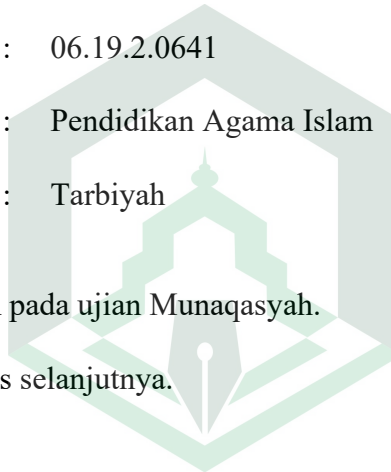 : 06.19.2.0641
: Pendidikan Agama Islam
: Tarbiyah
pada ujian Munaqasyah.
selanjutnya.